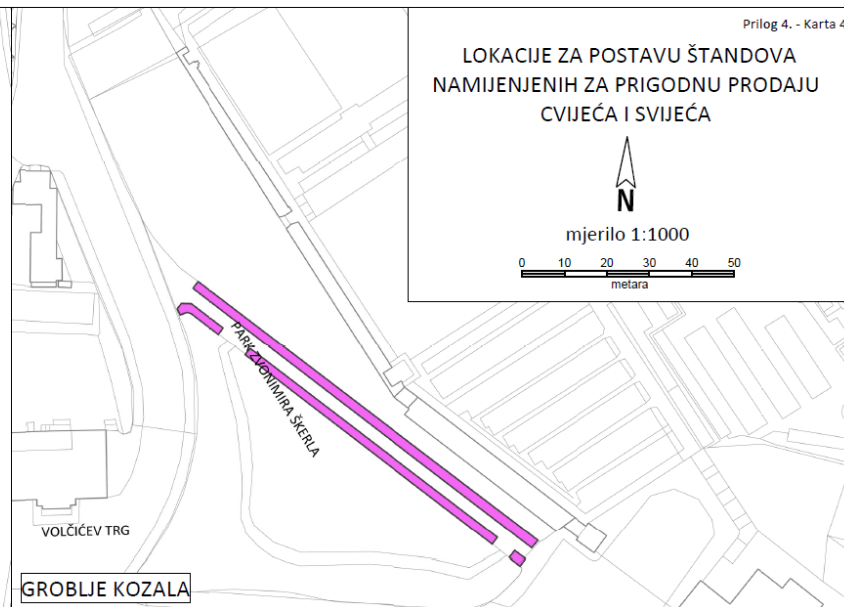 Prilog 4. - Karta 4
LOKACIJE ZA POSTAVU ŠTANDOVA
NAMIJENJENIH ZA PRIGODNU PRODAJU
CVIJEĆA I SVIJEĆA
N
mjerilo 1:1000
0 10 20 30 40 50
metara
PARK ZVONIMIRA ŠKERLA
VOLČIĆEV TRG
GROBLJE KOZALA